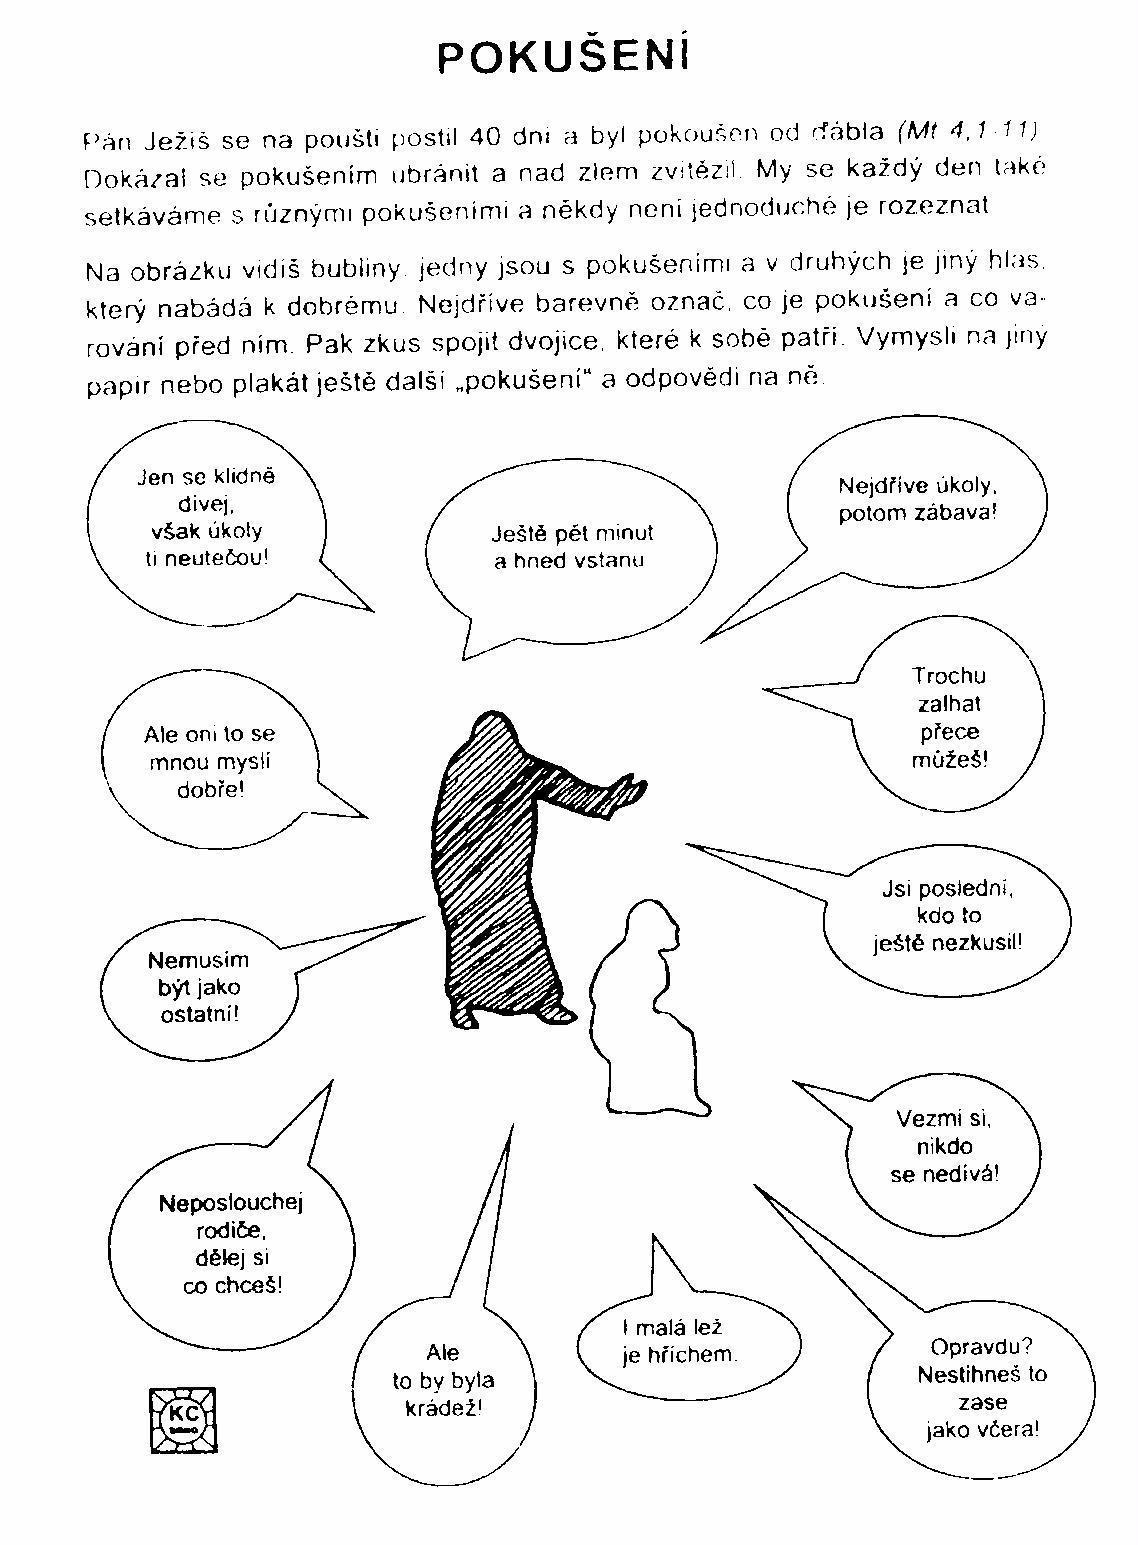 POKUŠENÍ
Pán Ježíš se na poušti postil 40 dní a byl pokoušen od ďábla (Mt 4,1-11)
Dokázal se pokušením ubránit a nad zlem zvítězil. My se každý den také
setkáváme s různými pokušeními a někdy není jednoduché je rozeznat
Na obrázku vidíš bubliny, jedny jsou s pokušeními a v druhých je jiný hlas,
který nabádá k dobrému. Nejdříve barevně označ, co je pokušení a co va-
rování před ním. Pak zkus spojit dvojice, které k sobě patří. Vymysli na jiný
papír nebo plakát ještě další „pokušení“ a odpovědi na ně.
Jen se klidně
dívej,
však úkoly
ti neutečou!
Ještě pět minut
a hned vstanu
Nejdříve úkoly,
potom zábava!
Trochu
zalhat
přece
můžeš!
Ale oni to se
mnou myslí
dobře!
Jsi poslední,
kdo to
ještě nezkusil!
Nemusím
být jako
ostatní!
Vezmi si,
nikdo
se nedívá!
Neposlouchej
rodiče,
dělej si
co chceš!
Ale
to by byla
krádež!
I malá lež
je hříchem.
Opravdu?
Nestihneš to
zase
jako včera!
KC